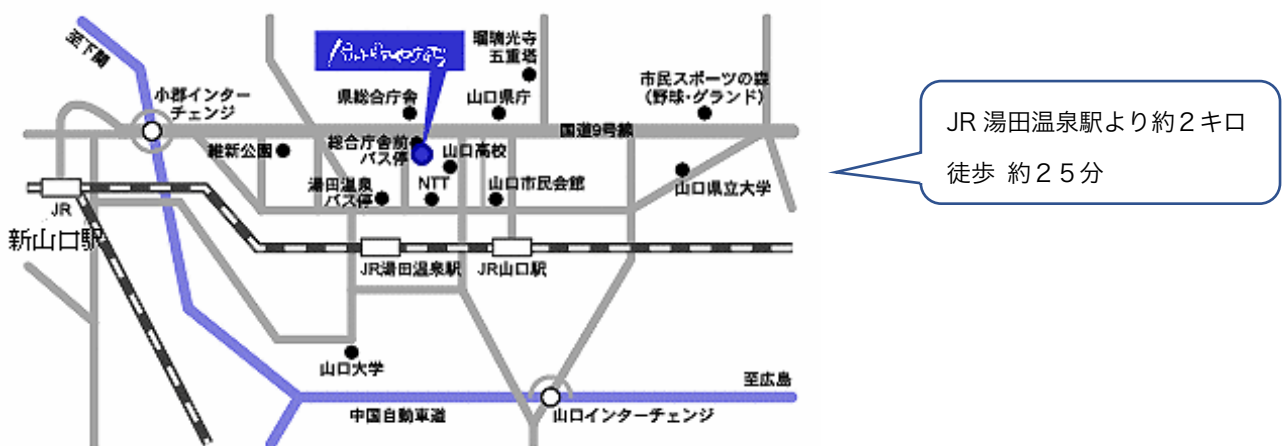 至下関
小郡インター
チェンジ
県総合庁舎
瑠璃光寺
五重塔
山口県庁
市民スポーツの森
(野球・グランド)
国道9号線
維新公園
総合庁舎前
バス停
山口高校
湯田温泉
バス停
NTT
山口市民会館
山口県立大学
JR
新山口駅
JR湯田温泉駅
JR山口駅
山口大学
中国自動車道
山口インターチェンジ
至広島
JR 湯田温泉駅より約2キロ
徒歩 約25分